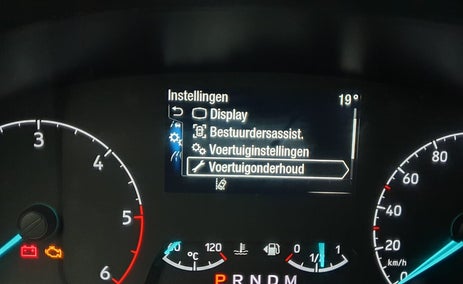 Instellingen 19°
Display
Bestuurdersassist.
Voertuiginstellingen
Voertuigonderhoud
3
4
5
6
60 120
°C
0 1/2 1
P R N D M
80
60
40
20
0
km/h